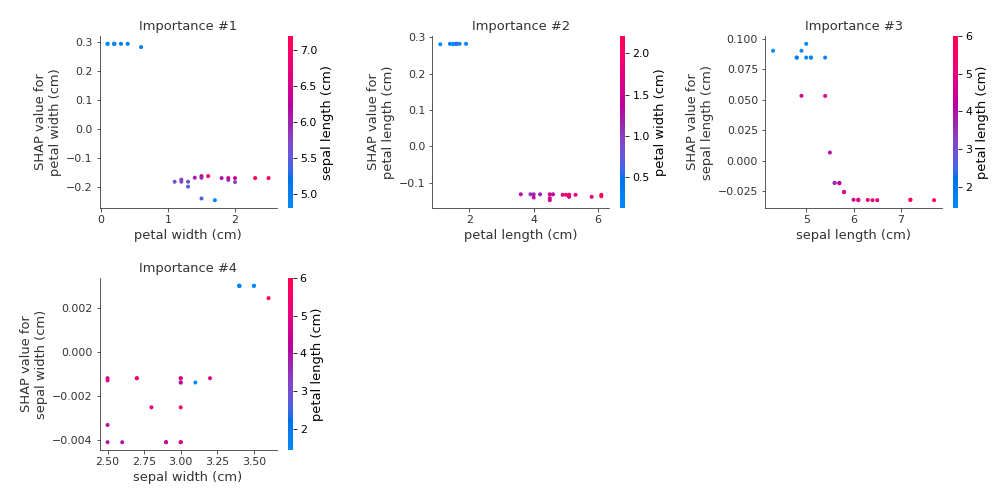 Importance #1
0.3
0.2
0.1
0.0
−0.1
−0.2
SHAP value for
petal width (cm)
0
1
2
petal width (cm)
7.0
6.5
6.0
5.5
5.0
sepal length (cm)
Importance #2
0.3
0.2
0.1
0.0
−0.1
SHAP value for
petal length (cm)
2
4
6
petal length (cm)
2.0
1.5
1.0
0.5
petal width (cm)
Importance #3
0.100
0.075
0.050
0.025
0.000
−0.025
SHAP value for
sepal length (cm)
5
6
7
sepal length (cm)
6
5
4
3
2
petal length (cm)
Importance #4
0.002
0.000
−0.002
−0.004
SHAP value for
sepal width (cm)
2.50
2.75
3.00
3.25
3.50
sepal width (cm)
6
5
4
3
2
petal length (cm)